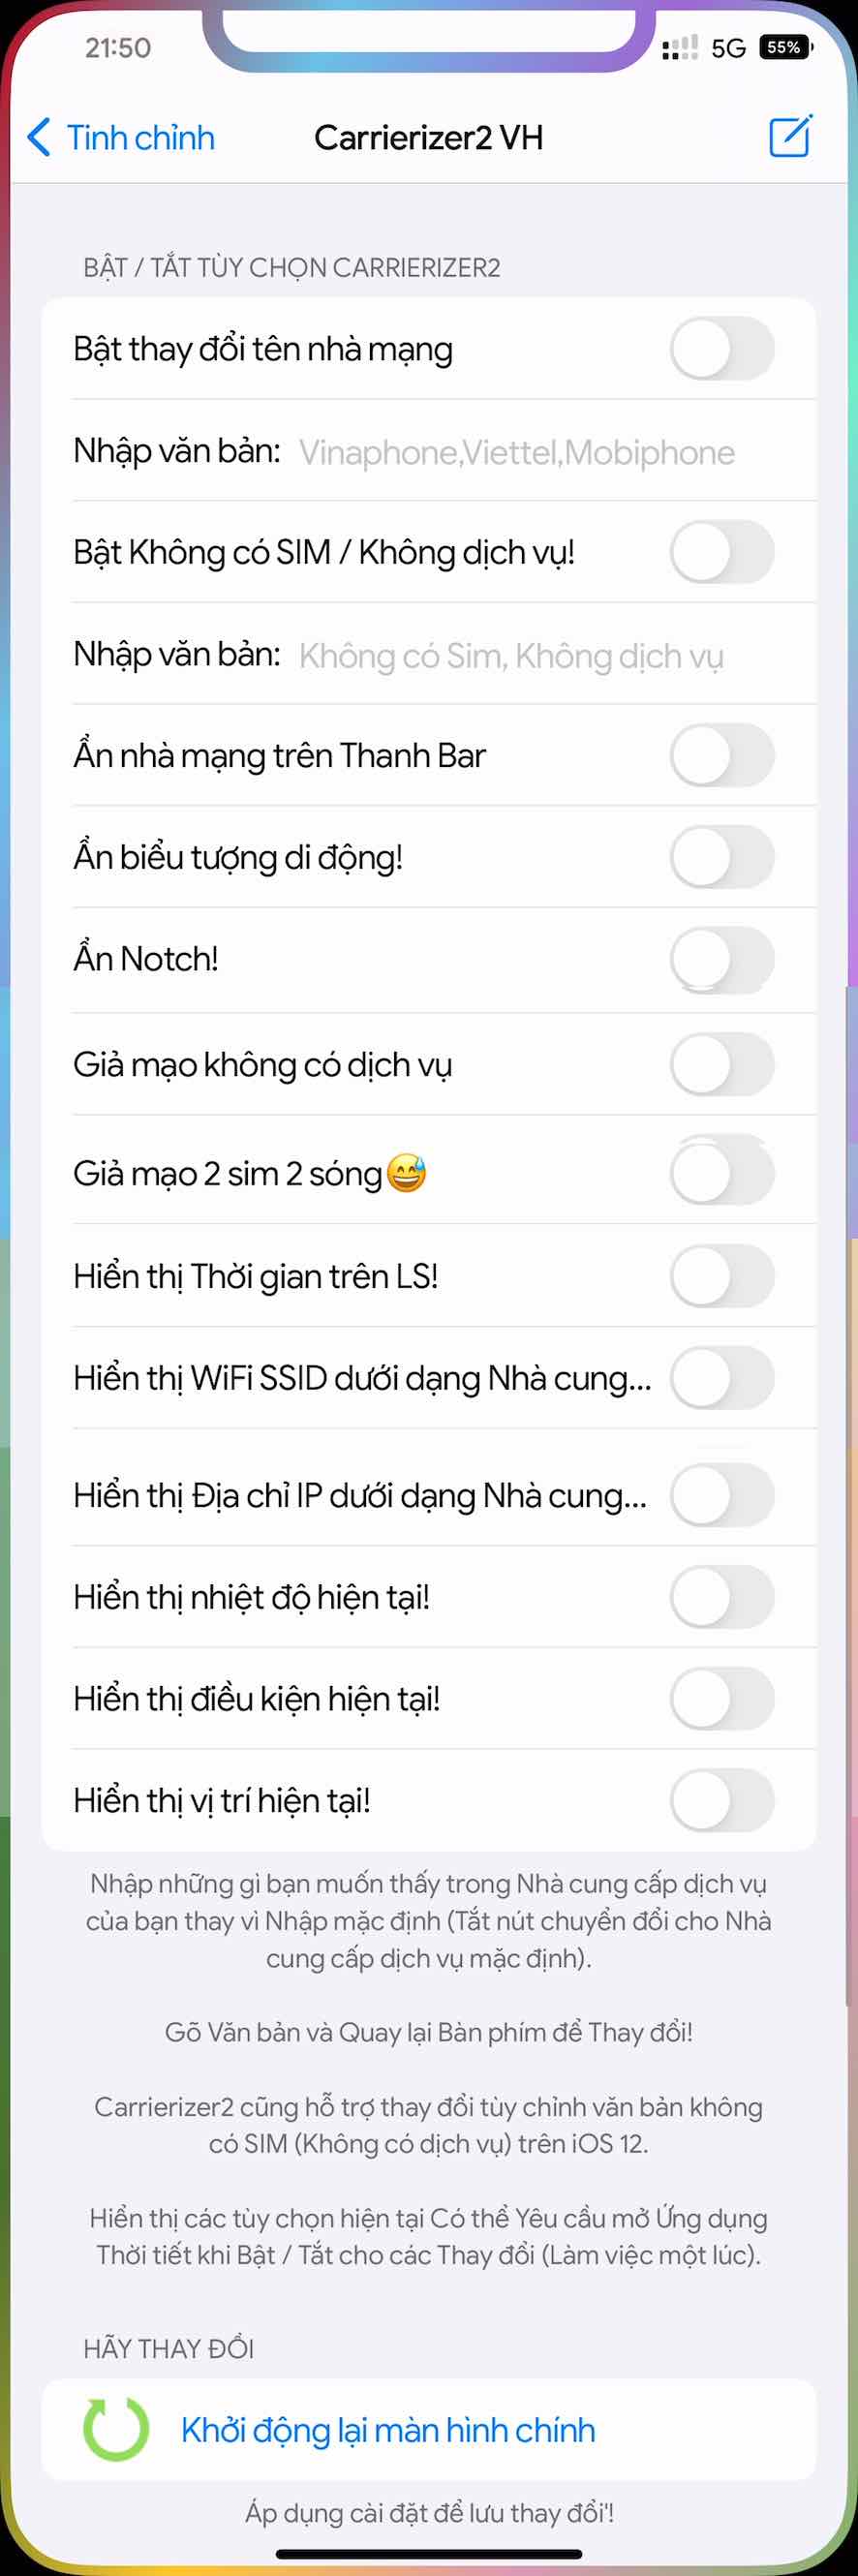 21:50
5G
55%
Tinh chỉnh
Carrierizer2 VH
BẬT / TẮT TÙY CHỌN CARRIERIZER2
Bật thay đổi tên nhà mạng
Nhập văn bản: Vinaphone,Viettel,Mobiphone
Bật Không có SIM / Không dịch vụ!
Nhập văn bản: Không có Sim, Không dịch vụ
Ẩn nhà mạng trên Thanh Bar
Ẩn biểu tượng di động!
Ẩn Notch!
Giả mạo không có dịch vụ
Giả mạo 2 sim 2 sóng😅
Hiển thị Thời gian trên LS!
Hiển thị WiFi SSID dưới dạng Nhà cung...
Hiển thị Địa chỉ IP dưới dạng Nhà cung...
Hiển thị nhiệt độ hiện tại!
Hiển thị điều kiện hiện tại!
Hiển thị vị trí hiện tại!
Nhập những gì bạn muốn thấy trong Nhà cung cấp dịch vụ
của bạn thay vì Nhập mặc định (Tắt nút chuyển đổi cho Nhà
cung cấp dịch vụ mặc định).
Gõ Văn bản và Quay lại Bàn phím để Thay đổi!
Carrierizer2 cũng hỗ trợ thay đổi tùy chỉnh văn bản không
có SIM (Không có dịch vụ) trên iOS 12.
Hiển thị các tùy chọn hiện tại Có thể Yêu cầu mở Ứng dụng
Thời tiết khi Bật / Tắt cho các Thay đổi (Làm việc một lúc).
HÃY THAY ĐỔI
Khởi động lại màn hình chính
Áp dụng cài đặt để lưu thay đổi'!